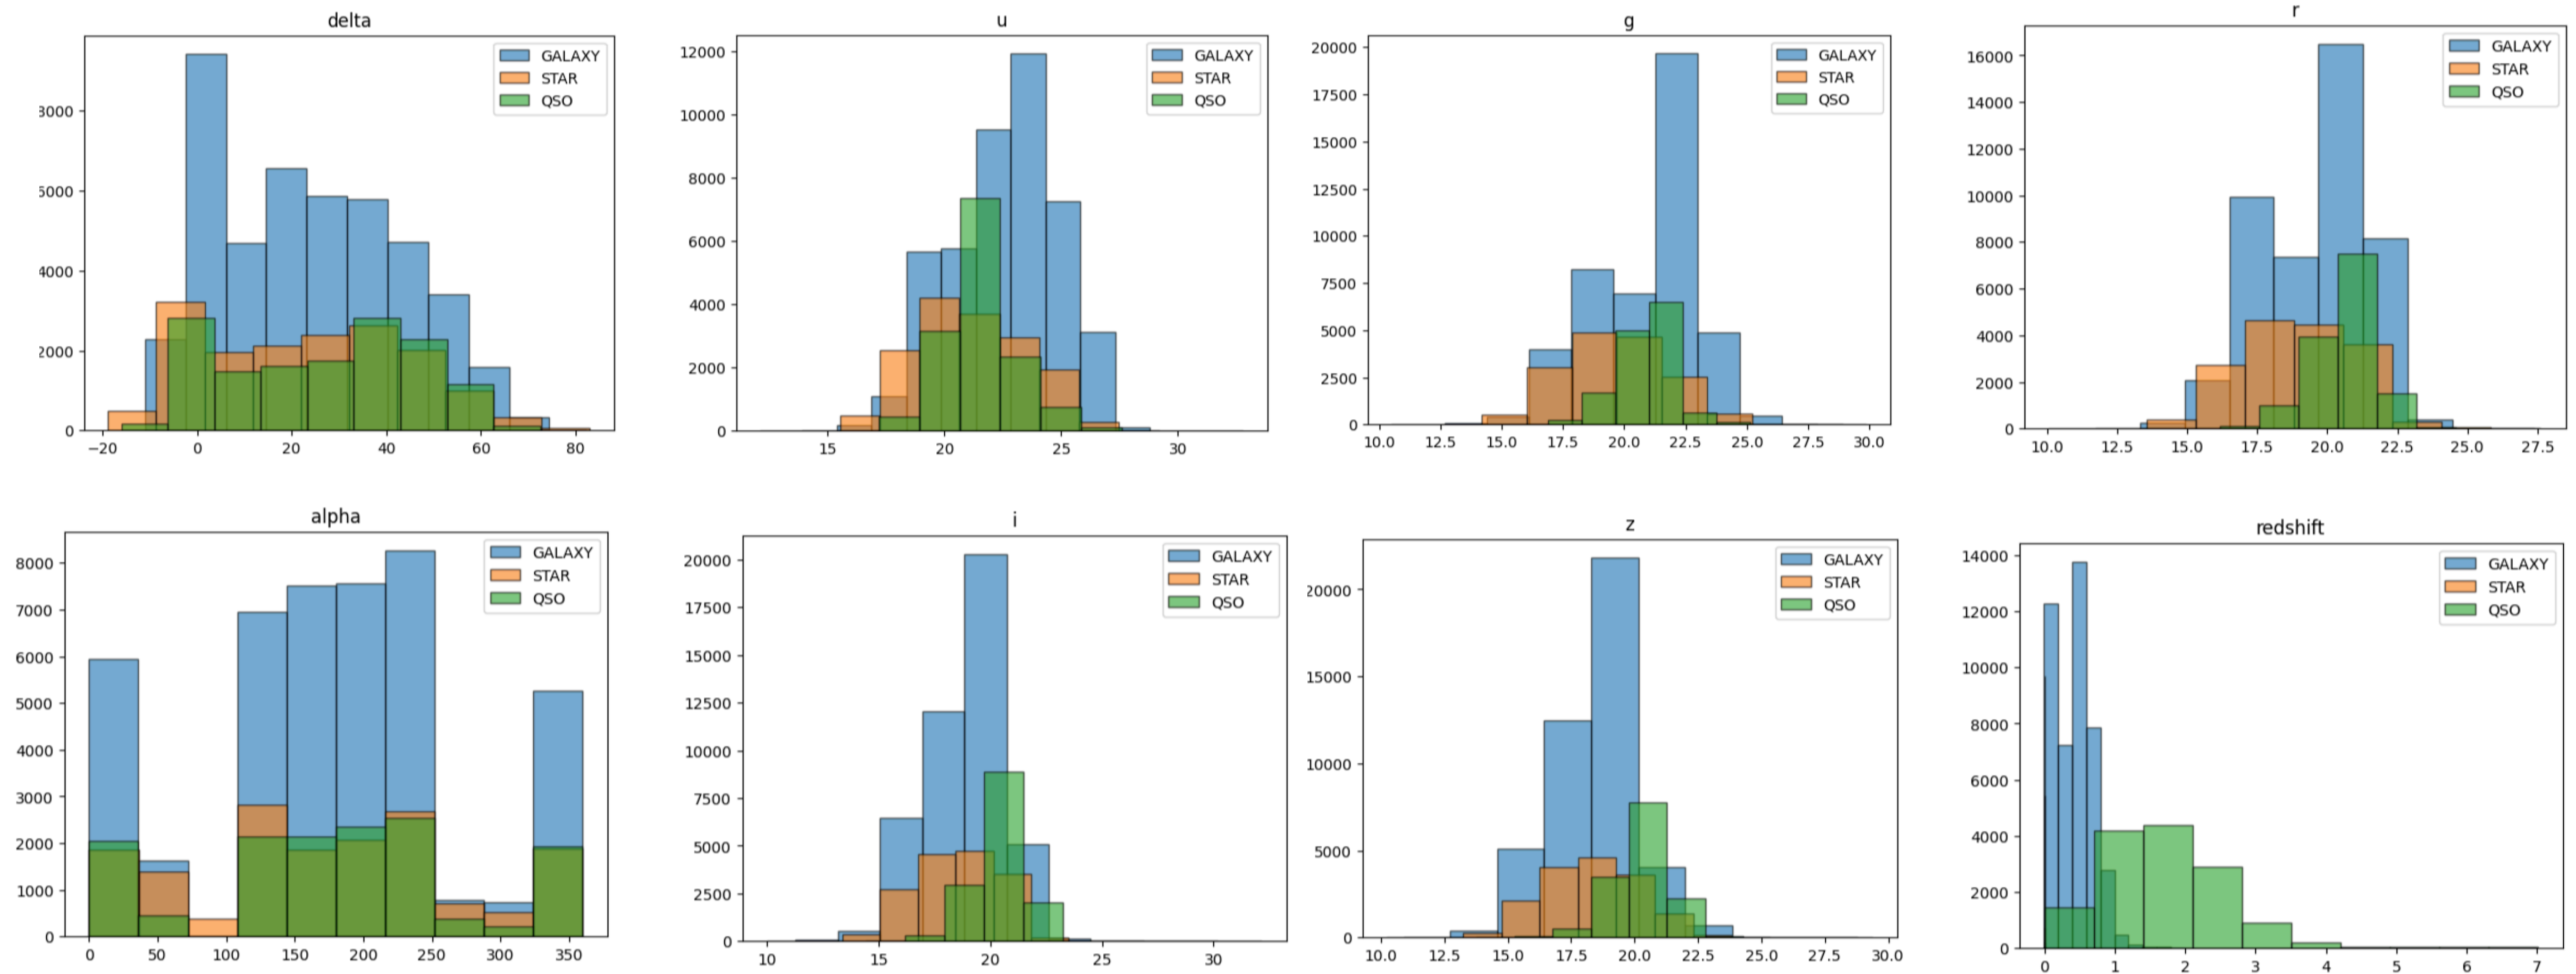 delta
GALAXY
STAR
QSO
8000
6000
4000
2000
0
−20 0 20 40 60 80
u
GALAXY
STAR
QSO
12000
10000
8000
6000
4000
2000
0
15 20 25 30
g
GALAXY
STAR
QSO
20000
17500
15000
12500
10000
7500
5000
2500
0
10.0 12.5 15.0 17.5 20.0 22.5 25.0 27.5 30.0
r
GALAXY
STAR
QSO
16000
14000
12000
10000
8000
6000
4000
2000
0
10.0 12.5 15.0 17.5 20.0 22.5 25.0 27.5
alpha
GALAXY
STAR
QSO
8000
7000
6000
5000
4000
3000
2000
1000
0
0 50 100 150 200 250 300 350
i
GALAXY
STAR
QSO
20000
17500
15000
12500
10000
7500
5000
2500
0
10 15 20 25 30
z
GALAXY
STAR
QSO
20000
15000
10000
5000
0
10.0 12.5 15.0 17.5 20.0 22.5 25.0 27.5 30.0
redshift
GALAXY
STAR
QSO
14000
12000
10000
8000
6000
4000
2000
0
0 1 2 3 4 5 6 7